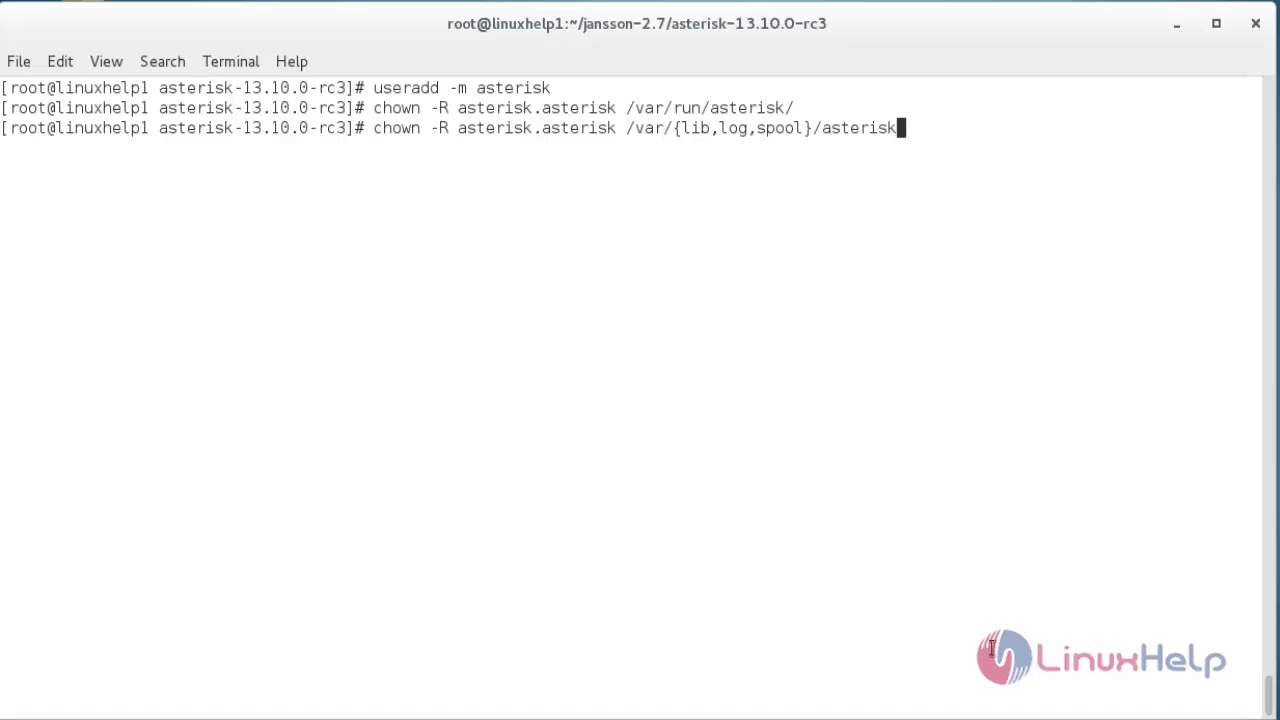 root@linuxhelp1:~/jansson-2.7/asterisk-13.10.0-rc3
File Edit View Search Terminal Help
[root@linuxhelp1 asterisk-13.10.0-rc3]# useradd -m asterisk
[root@linuxhelp1 asterisk-13.10.0-rc3]# chown -R asterisk.asterisk /var/run/asterisk/
[root@linuxhelp1 asterisk-13.10.0-rc3]# chown -R asterisk.asterisk /var/{lib,log,spool}/asterisk
LinuxHelp